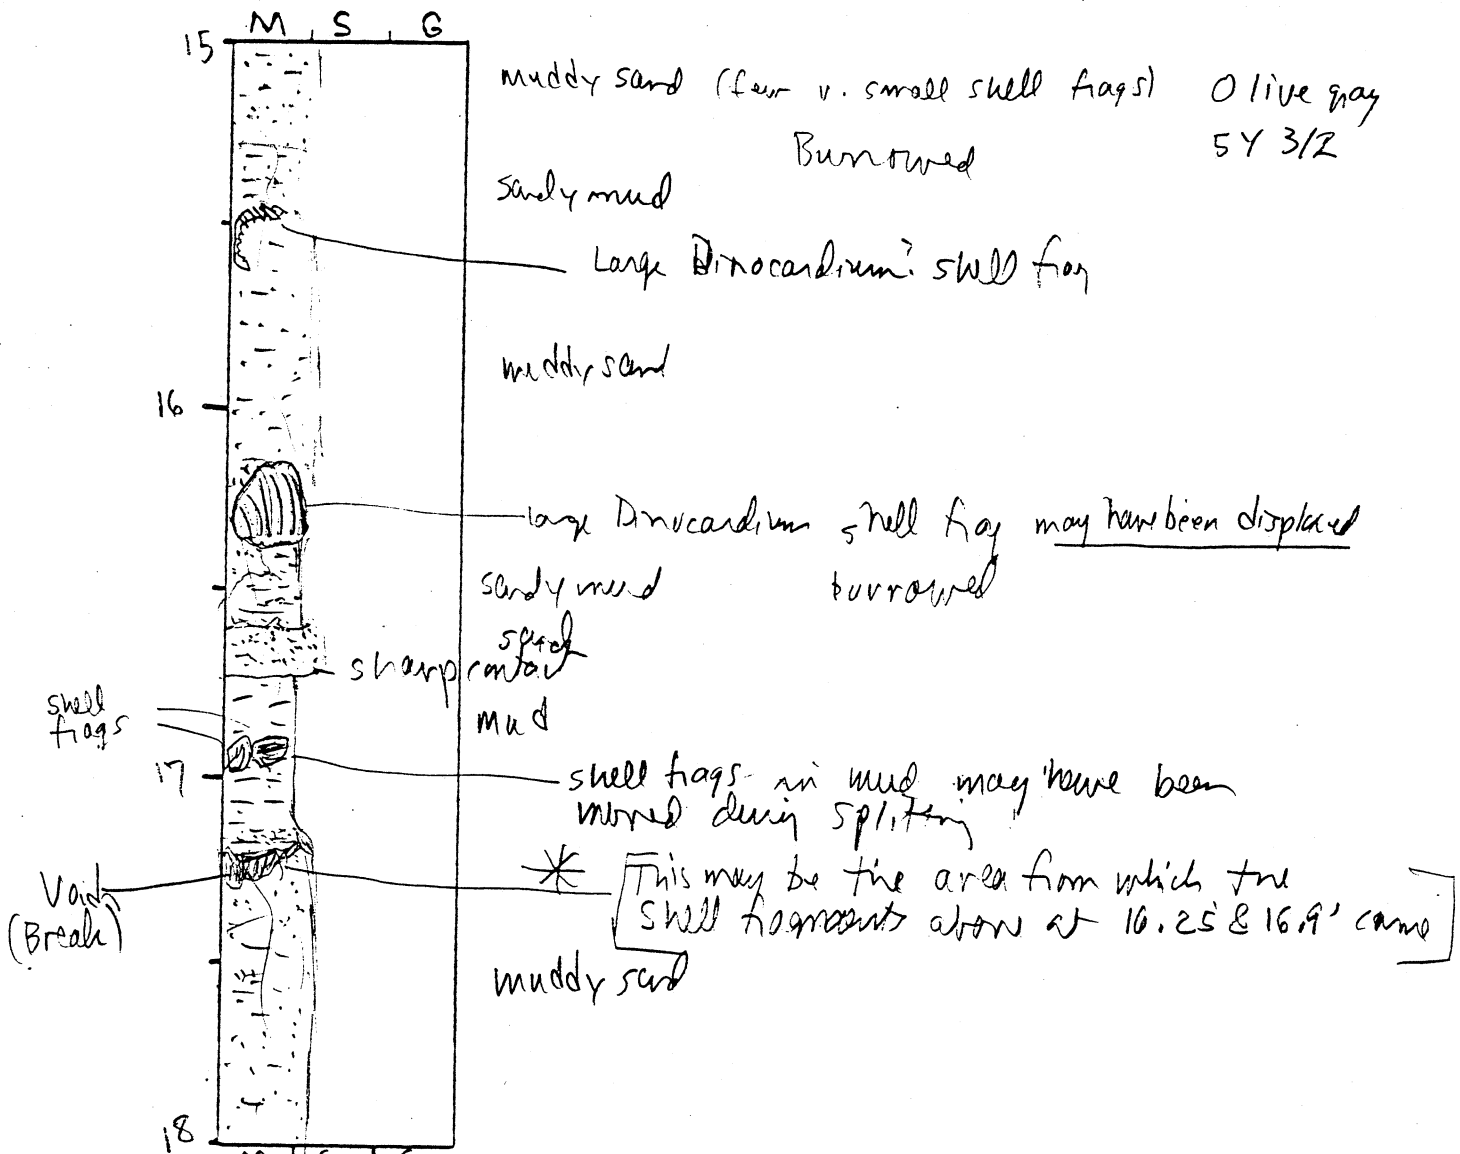 M S G
15
muddy sand (few v. small shell frags) Olive gray
Burrowed 5Y 3/2
sandy mud
Large Dinocardium? shell frag
muddy sand
16
large Dinocardium shell frag may have been displaced
sandy mud burrowed
sand
sharp contact
shell
frags
mud
17
shell frags in mud may have been
moved during splitting
Void
(Break)
* [This may be the area from which the
shell fragments above at 16.25 & 16.9' came]
muddy sand
18
M S G